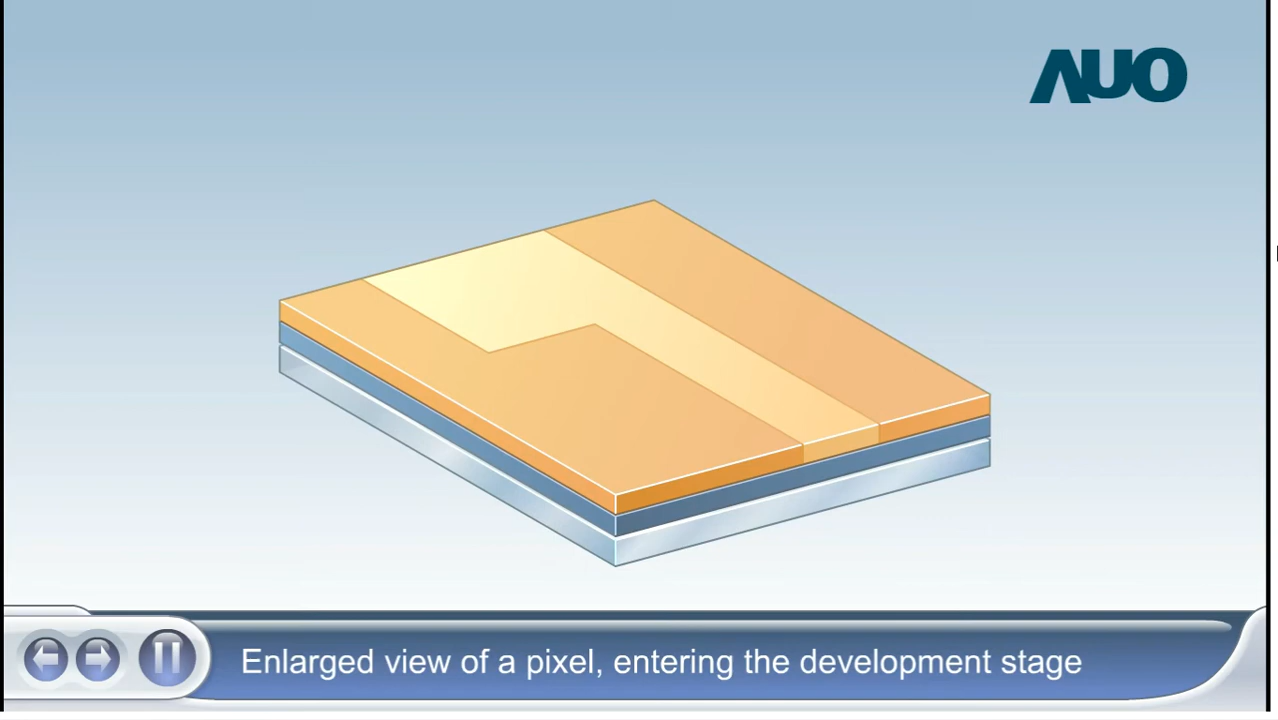 AUO
Enlarged view of a pixel, entering the development stage